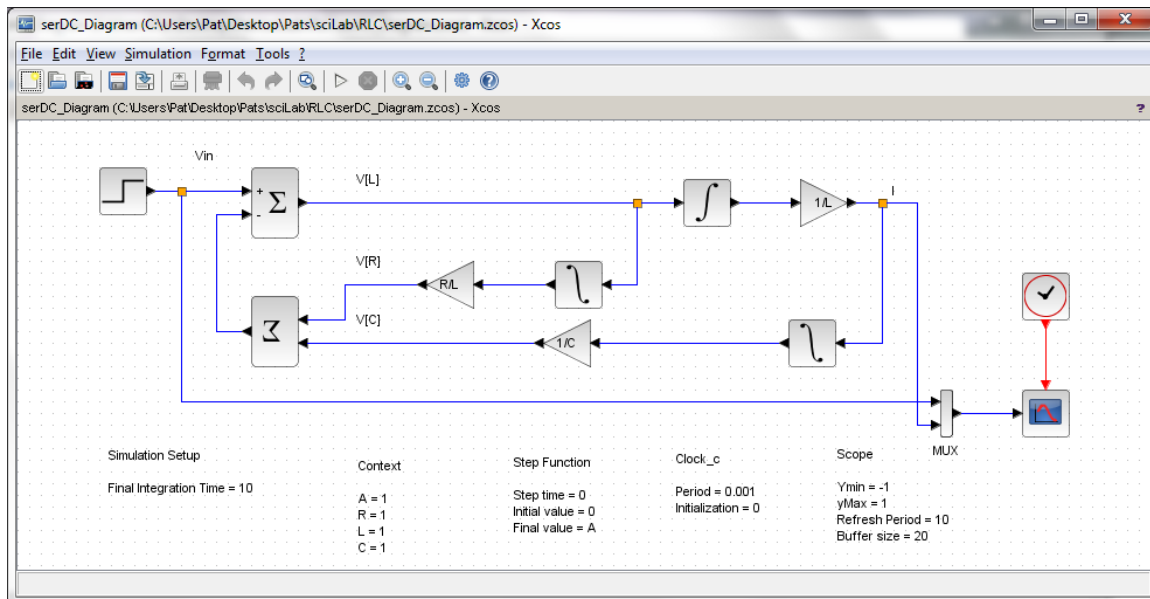 serDC_Diagram (C:\Users\Pat\Desktop\Pats\sciLab\RLC\serDC_Diagram.zcos) - Xcos
File Edit View Simulation Format Tools ?
serDC_Diagram (C:\Users\Pat\Desktop\Pats\sciLab\RLC\serDC_Diagram.zcos) - Xcos ?
Vin
V[L]
+
Σ
-
∫
1/L
I
V[R]
R/L
∫
Σ
V[C]
1/C
∫
MUX
Simulation Setup
Final Integration Time = 10
Context
A = 1
R = 1
L = 1
C = 1
Step Function
Step time = 0
Initial value = 0
Final value = A
Clock_c
Period = 0.001
Initialization = 0
Scope
Ymin = -1
yMax = 1
Refresh Period = 10
Buffer size = 20